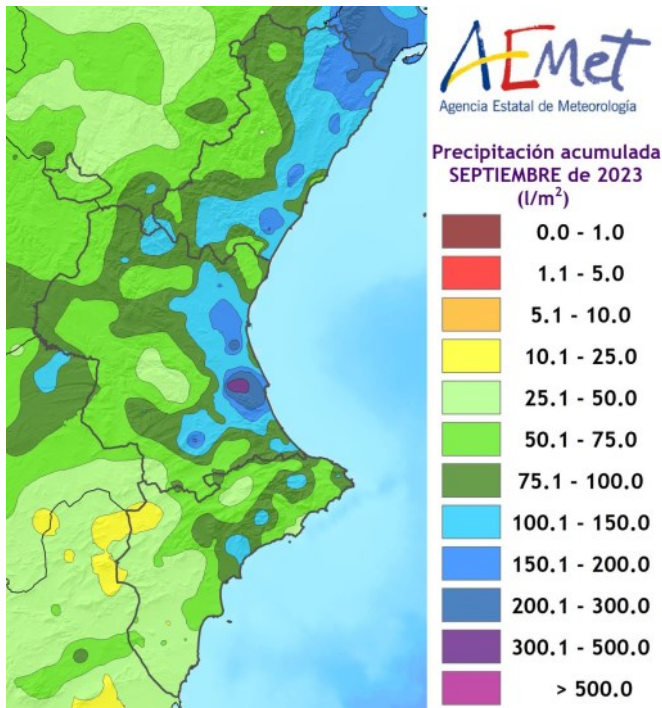 AEmet
Agencia Estatal de Meteorología
Precipitación acumulada
SEPTIEMBRE de 2023
(l/m²)
0.0 - 1.0
1.1 - 5.0
5.1 - 10.0
10.1 - 25.0
25.1 - 50.0
50.1 - 75.0
75.1 - 100.0
100.1 - 150.0
150.1 - 200.0
200.1 - 300.0
300.1 - 500.0
> 500.0